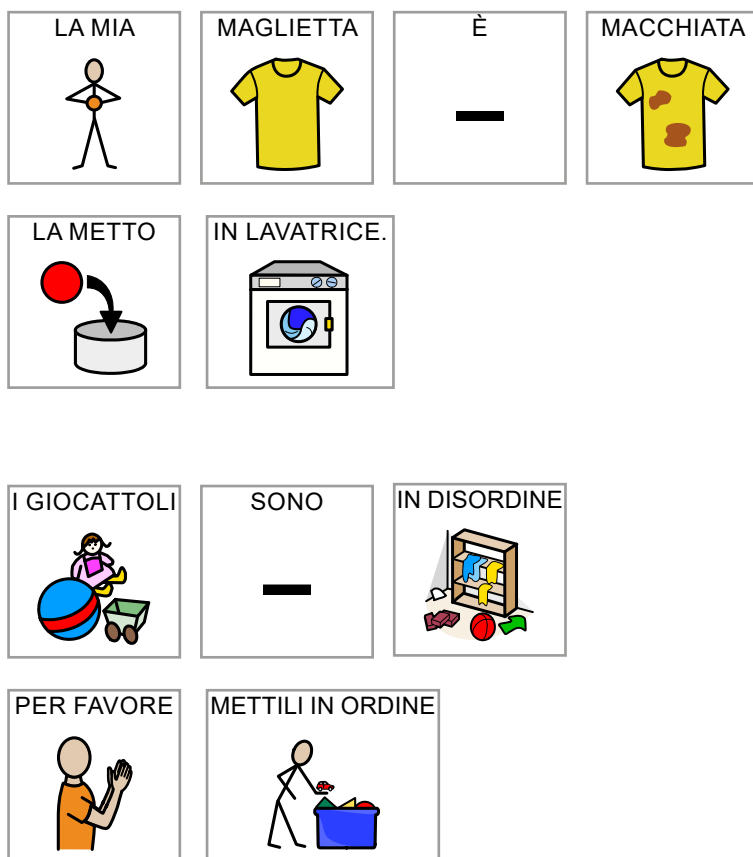 LA MIA MAGLIETTA È MACCHIATA
LA METTO IN LAVATRICE.
I GIOCATTOLI SONO IN DISORDINE
PER FAVORE METTILI IN ORDINE